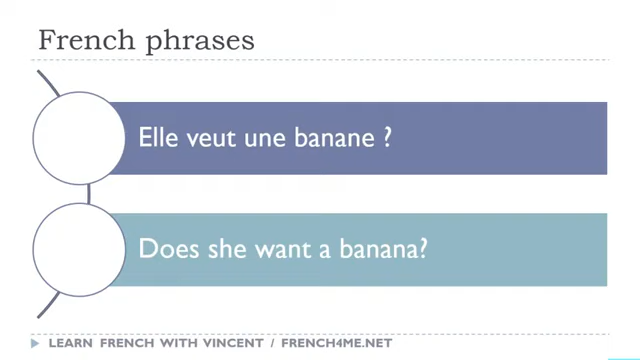 French phrases
Elle veut une banane ?
Does she want a banana?
LEARN FRENCH WITH VINCENT / FRENCH4ME.NET